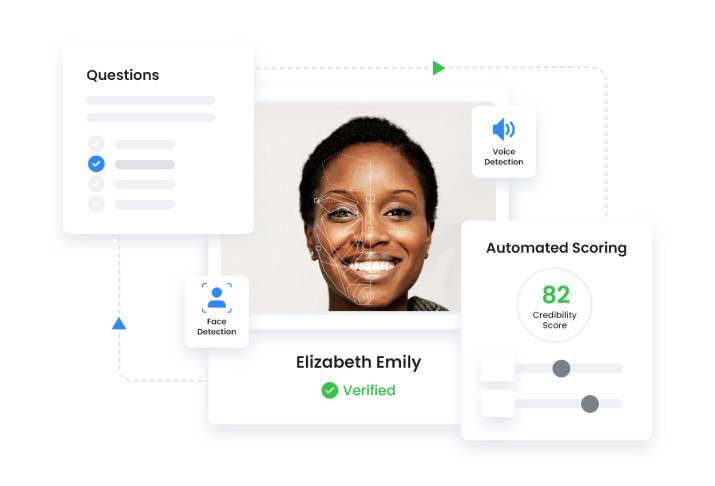 Questions
Voice
Detection
Automated Scoring
82
Credibility
Score
Face
Detection
Elizabeth Emily
Verified